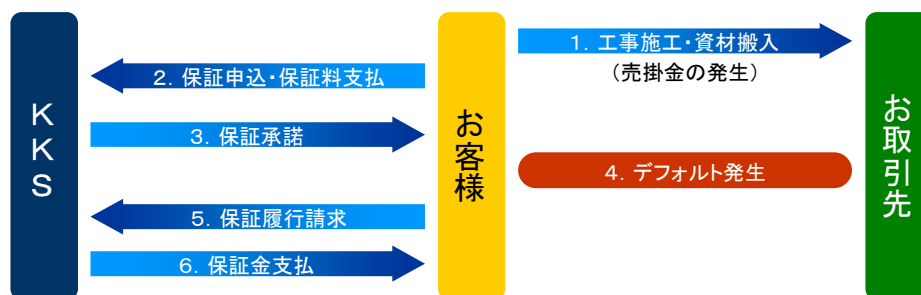 KKS
お客様
お取引先
1．工事施工・資材搬入
（売掛金の発生）
2．保証申込・保証料支払
3．保証承諾
4．デフォルト発生
5．保証履行請求
6．保証金支払